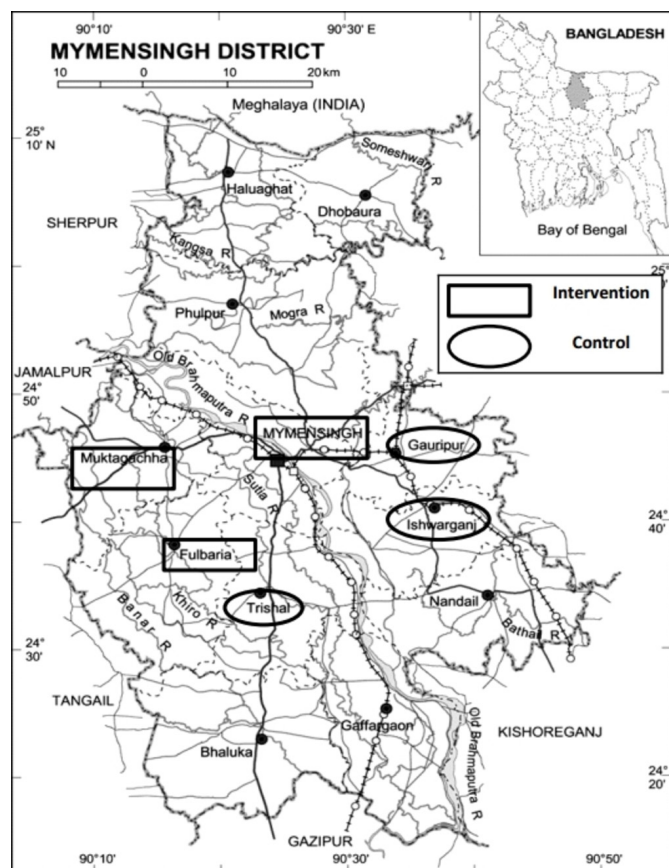 90°10'
90°30' E
MYMENSINGH DISTRICT
BANGLADESH
10 0 10 20 km
Meghalaya (INDIA)
25°
10' N
Someshwari R
Haluaghat
Dhobaura
SHERPUR
Bay of Bengal
Kangsa R
25°
Intervention
Phulpur
Mogra R
Control
Old Brahmaputra R
JAMALPUR
24°
50'
MYMENSINGH
Gauripur
Muktagachha
Sutia R
24°
40'
Ishwarganj
Fulbaria
Trishal
Nandail
Banar R
Khiro R
Bathail R
24°
30'
TANGAIL
Gaffargaon
Old Brahmaputra R
KISHOREGANJ
Bhaluka
24°
20'
GAZIPUR
90°10'
90°30'
90°50'